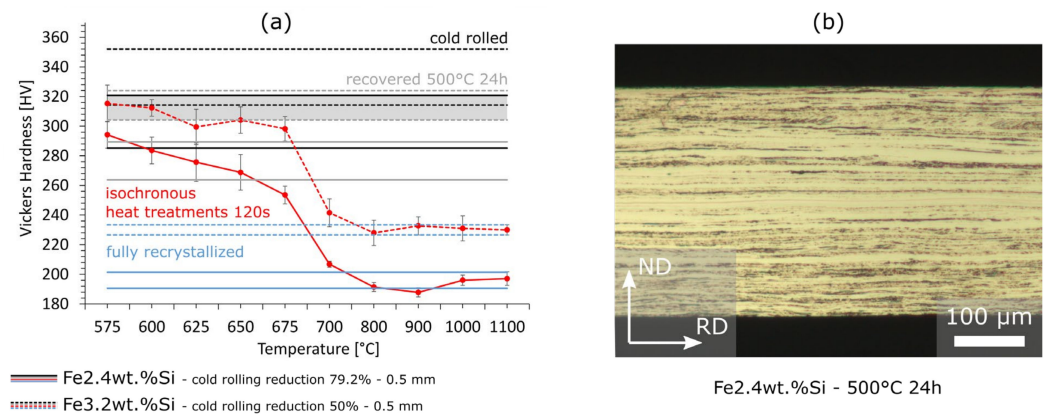 (a)
Vickers Hardness [HV]
360
340
320
300
280
260
240
220
200
180
cold rolled
recovered 500°C 24h
isochronous
heat treatments 120s
fully recrystallized
575 600 625 650 675 700 800 900 1000 1100
Temperature [°C]
Fe2.4wt.%Si - cold rolling reduction 79.2% - 0.5 mm
Fe3.2wt.%Si - cold rolling reduction 50% - 0.5 mm
(b)
ND
RD
100 µm
Fe2.4wt.%Si - 500°C 24h